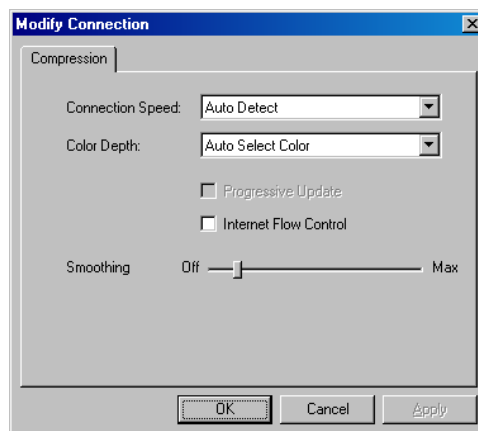 Modify Connection
Compression
Connection Speed: Auto Detect
Color Depth: Auto Select Color
Progressive Update
Internet Flow Control
Smoothing Off Max
OK Cancel Apply